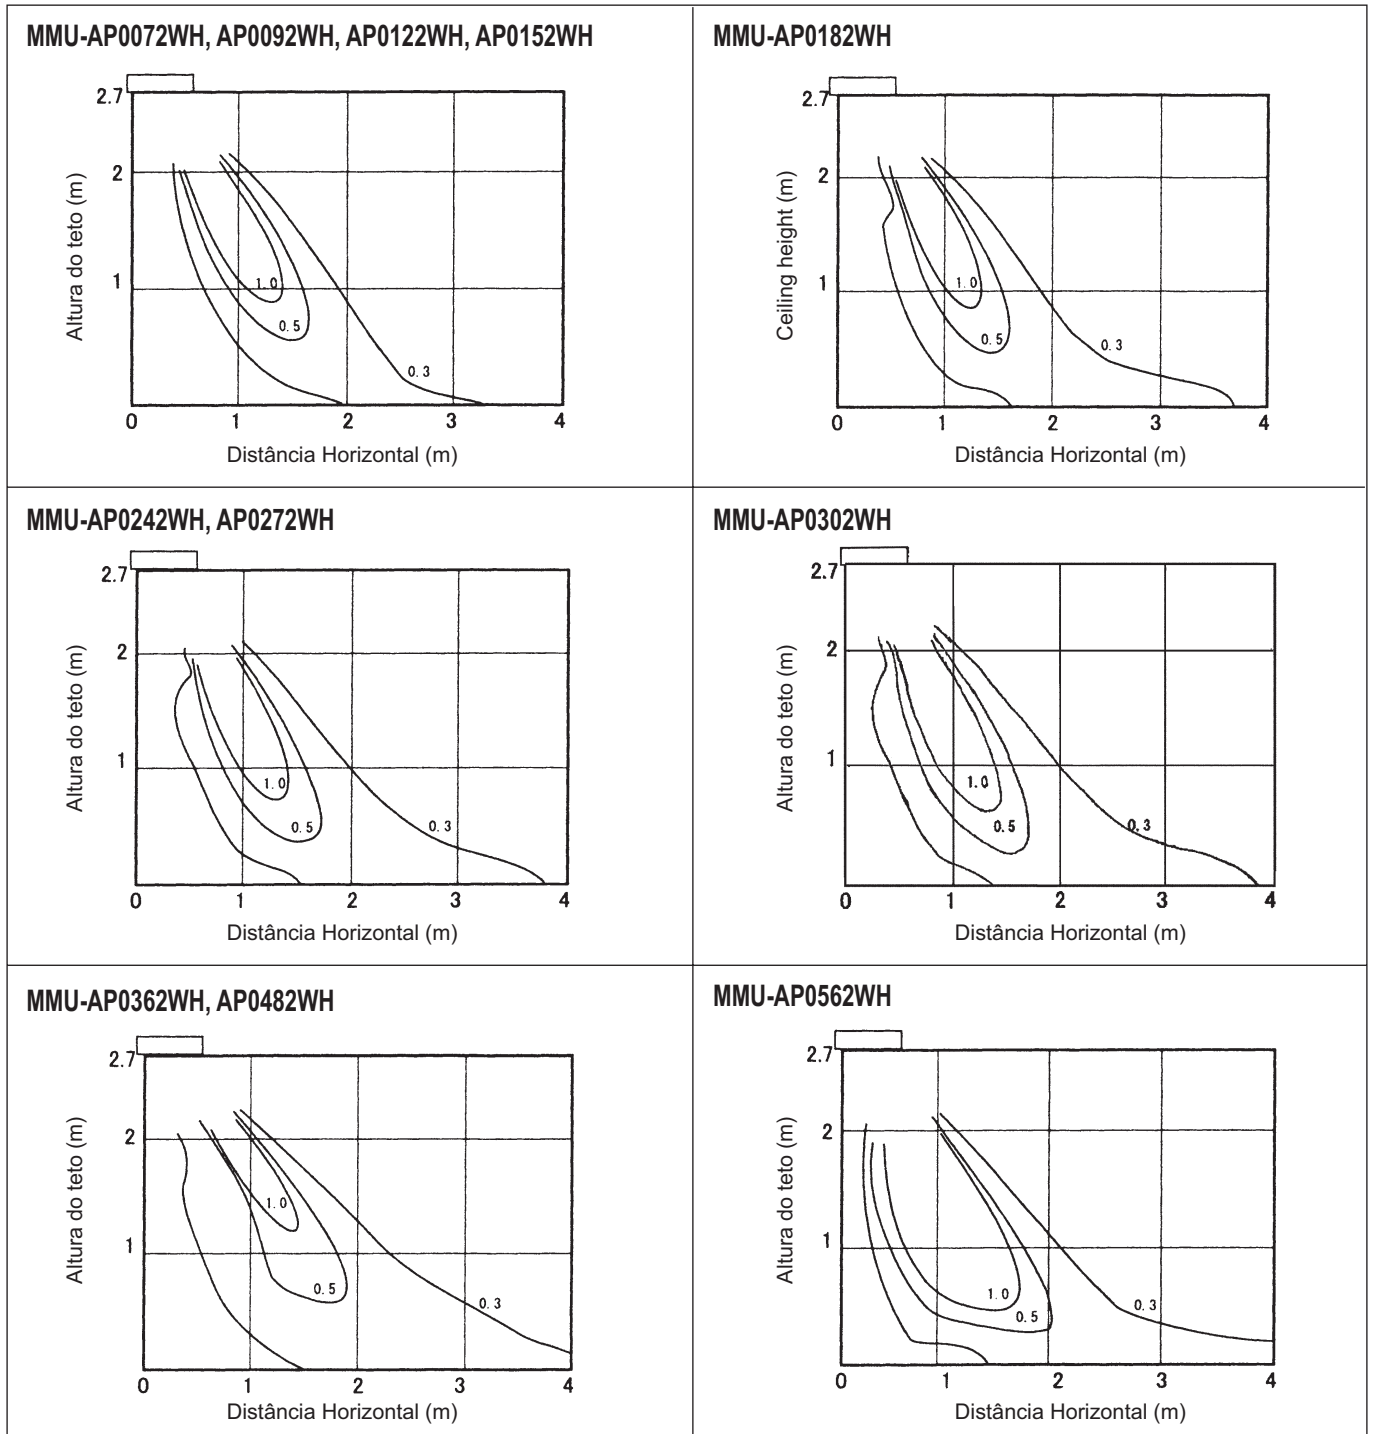 MMU-AP0072WH, AP0092WH, AP0122WH, AP0152WH
2.7
2
1
Altura do teto (m)
1.0
0.5
0.3
0 1 2 3 4
Distância Horizontal (m)
MMU-AP0182WH
2.7
2
1
Ceiling height (m)
1.0
0.5
0.3
0 1 2 3 4
Distância Horizontal (m)
MMU-AP0242WH, AP0272WH
2.7
2
1
Altura do teto (m)
1.0
0.5
0.3
0 1 2 3 4
Distância Horizontal (m)
MMU-AP0302WH
2.7
2
1
Altura do teto (m)
1.0
0.5
0.3
0 1 2 3 4
Distância Horizontal (m)
MMU-AP0362WH, AP0482WH
2.7
2
1
Altura do teto (m)
1.0
0.5
0.3
0 1 2 3 4
Distância Horizontal (m)
MMU-AP0562WH
2.7
2
1
Altura do teto (m)
1.0
0.5
0.3
0 1 2 3 4
Distância Horizontal (m)